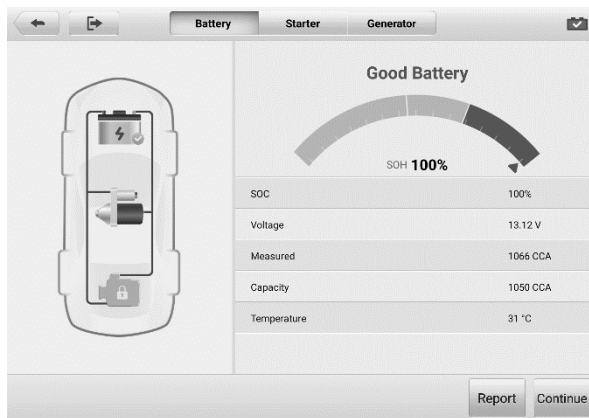 Battery Starter Generator
Good Battery
SOH 100%
SOC 100%
Voltage 13.12 V
Measured 1066 CCA
Capacity 1050 CCA
Temperature 31 °C
Report Continue